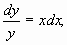 dy/y = xdx,